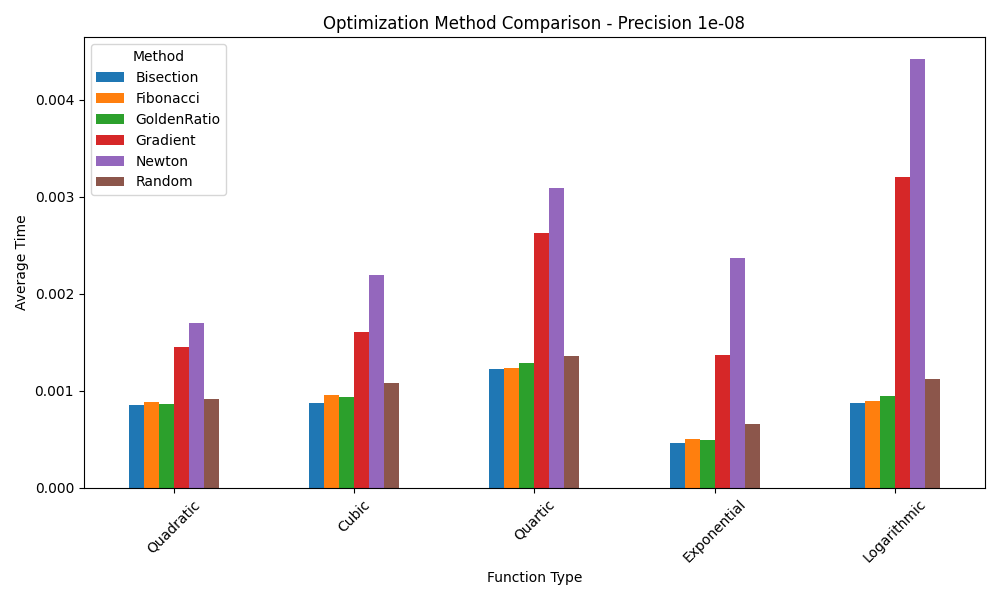 Optimization Method Comparison - Precision 1e-08
Method
Bisection
Fibonacci
GoldenRatio
Gradient
Newton
Random
0.004
0.003
0.002
0.001
0.000
Average Time
Quadratic
Cubic
Quartic
Exponential
Logarithmic
Function Type